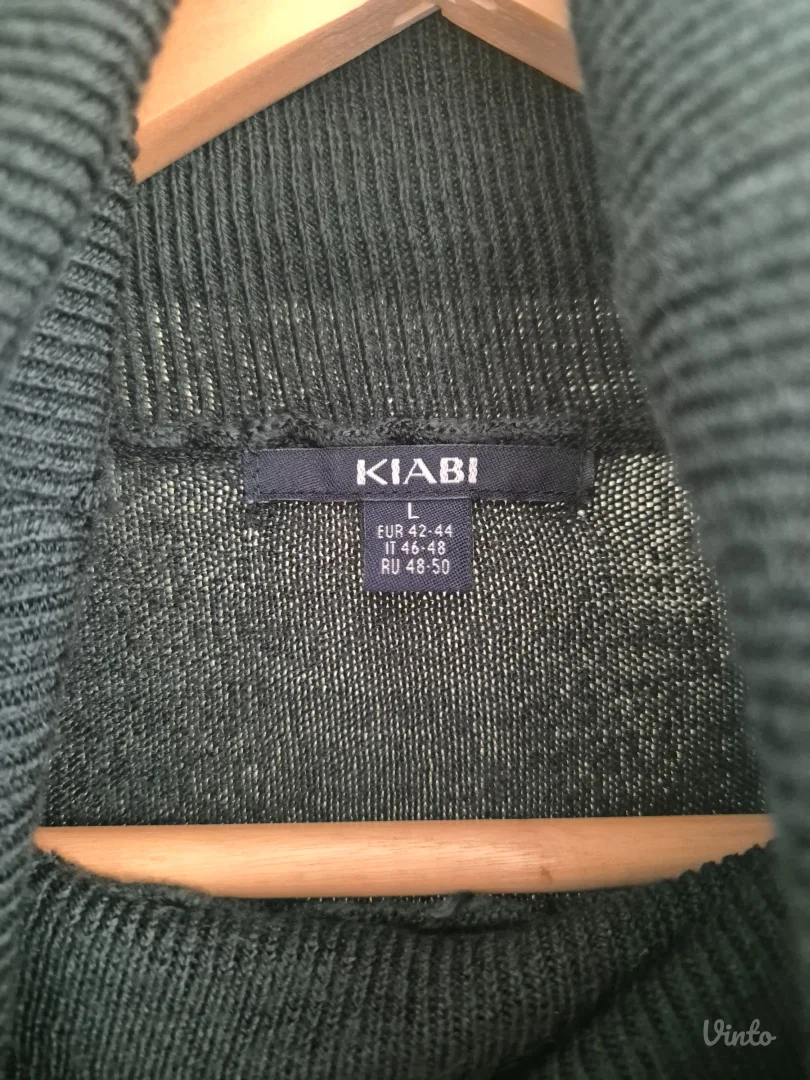 KIABI
L
EUR 42-44
IT 46-48
RU 48-50
Vinto